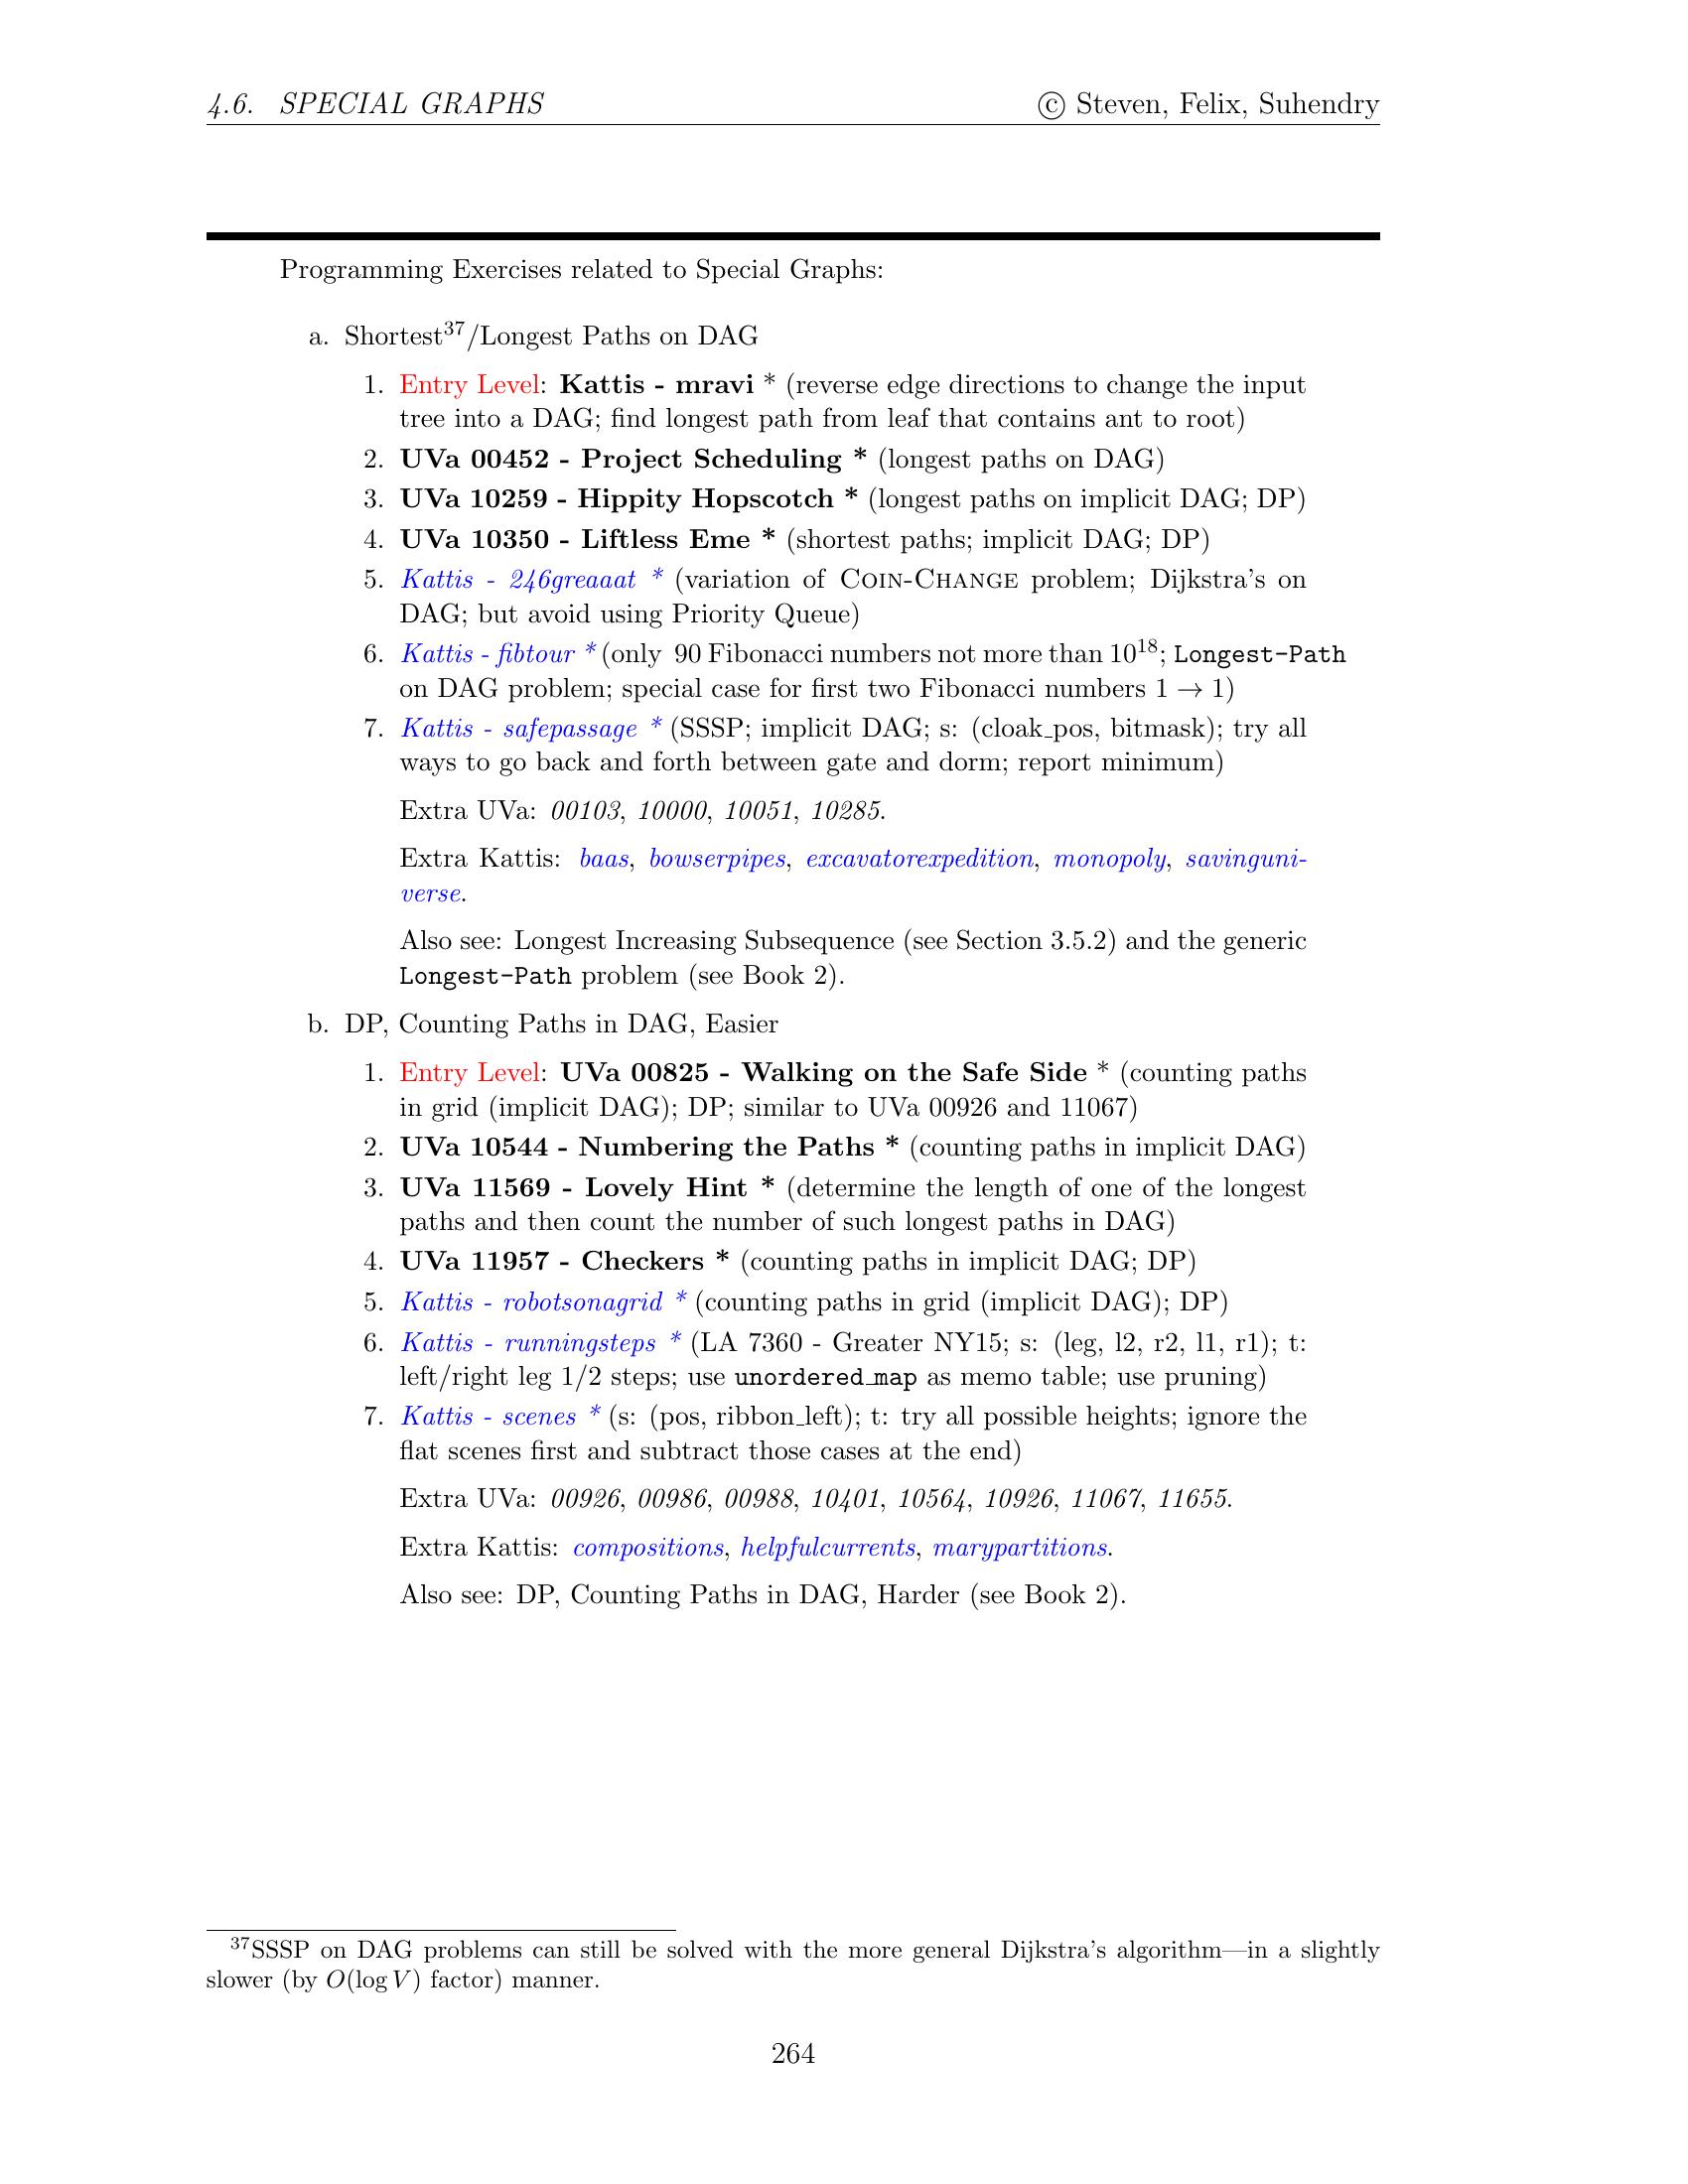 4.6. SPECIAL GRAPHS © Steven, Felix, Suhendry
Programming Exercises related to Special Graphs:
a. Shortest37/Longest Paths on DAG
1. Entry Level: Kattis - mravi * (reverse edge directions to change the input
tree into a DAG; find longest path from leaf that contains ant to root)
2. UVa 00452 - Project Scheduling * (longest paths on DAG)
3. UVa 10259 - Hippity Hopscotch * (longest paths on implicit DAG; DP)
4. UVa 10350 - Liftless Eme * (shortest paths; implicit DAG; DP)
5. Kattis - 246greaaat * (variation of Coin-Change problem; Dijkstra's on
DAG; but avoid using Priority Queue)
6. Kattis - fibtour * (only 90 Fibonacci numbers not more than 10^18; Longest-Path
on DAG problem; special case for first two Fibonacci numbers 1 → 1)
7. Kattis - safepassage * (SSSP; implicit DAG; s: (cloak_pos, bitmask); try all
ways to go back and forth between gate and dorm; report minimum)
Extra UVa: 00103, 10000, 10051, 10285.
Extra Kattis: baas, bowserpipes, excavatorexpedition, monopoly, savinguni-
verse.
Also see: Longest Increasing Subsequence (see Section 3.5.2) and the generic
Longest-Path problem (see Book 2).
b. DP, Counting Paths in DAG, Easier
1. Entry Level: UVa 00825 - Walking on the Safe Side * (counting paths
in grid (implicit DAG); DP; similar to UVa 00926 and 11067)
2. UVa 10544 - Numbering the Paths * (counting paths in implicit DAG)
3. UVa 11569 - Lovely Hint * (determine the length of one of the longest
paths and then count the number of such longest paths in DAG)
4. UVa 11957 - Checkers * (counting paths in implicit DAG; DP)
5. Kattis - robotsonagrid * (counting paths in grid (implicit DAG); DP)
6. Kattis - runningsteps * (LA 7360 - Greater NY15; s: (leg, l2, r2, l1, r1); t:
left/right leg 1/2 steps; use unordered_map as memo table; use pruning)
7. Kattis - scenes * (s: (pos, ribbon_left); t: try all possible heights; ignore the
flat scenes first and subtract those cases at the end)
Extra UVa: 00926, 00986, 00988, 10401, 10564, 10926, 11067, 11655.
Extra Kattis: compositions, helpfulcurrents, marypartitions.
Also see: DP, Counting Paths in DAG, Harder (see Book 2).
37SSSP on DAG problems can still be solved with the more general Dijkstra's algorithm—in a slightly
slower (by O(log V) factor) manner.
264